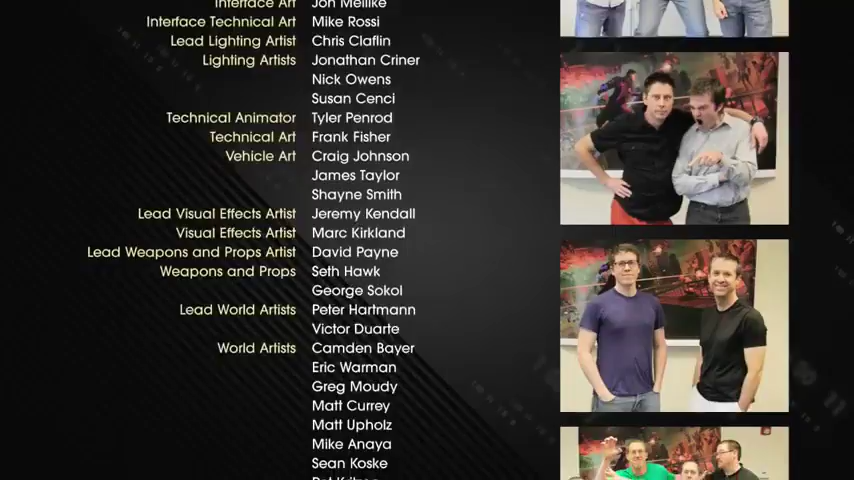 Interface Art Jon Mellike
Interface Technical Art Mike Rossi
Lead Lighting Artist Chris Claflin
Lighting Artists Jonathan Criner
Nick Owens
Susan Cenci
Technical Animator Tyler Penrod
Technical Art Frank Fisher
Vehicle Art Craig Johnson
James Taylor
Shayne Smith
Lead Visual Effects Artist Jeremy Kendall
Visual Effects Artist Marc Kirkland
Lead Weapons and Props Artist David Payne
Weapons and Props Seth Hawk
George Sokol
Lead World Artists Peter Hartmann
Victor Duarte
World Artists Camden Bayer
Eric Warman
Greg Moudy
Matt Currey
Matt Upholz
Mike Anaya
Sean Koske